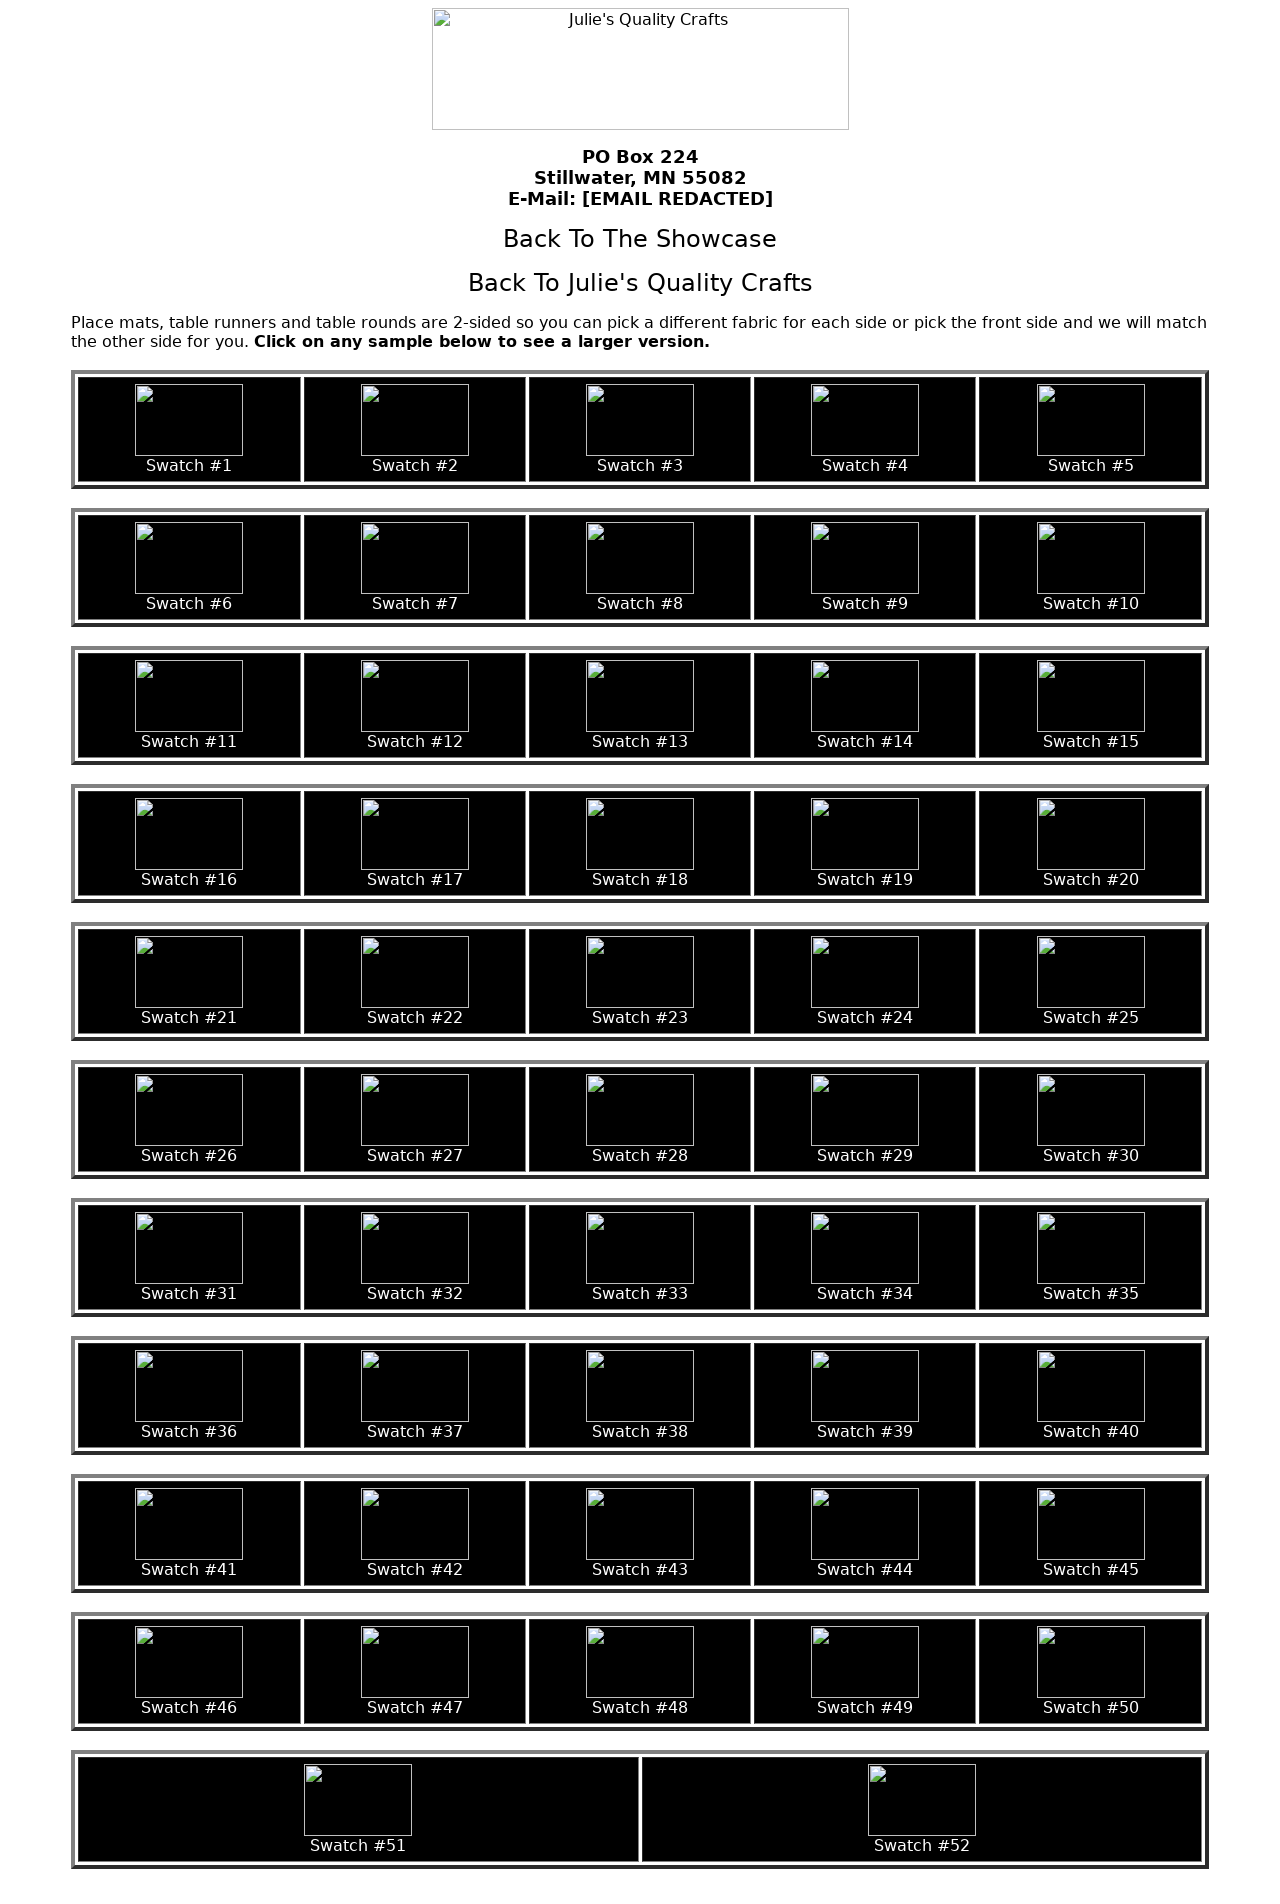 Julie's Quality Crafts
PO Box 224
Stillwater, MN 55082
E-Mail: [EMAIL REDACTED]
Back To The Showcase
Back To Julie's Quality Crafts
Place mats, table runners and table rounds are 2-sided so you can pick a different fabric for each side or pick the front side and we will match
the other side for you. Click on any sample below to see a larger version.
Swatch #1 Swatch #2 Swatch #3 Swatch #4 Swatch #5
Swatch #6 Swatch #7 Swatch #8 Swatch #9 Swatch #10
Swatch #11 Swatch #12 Swatch #13 Swatch #14 Swatch #15
Swatch #16 Swatch #17 Swatch #18 Swatch #19 Swatch #20
Swatch #21 Swatch #22 Swatch #23 Swatch #24 Swatch #25
Swatch #26 Swatch #27 Swatch #28 Swatch #29 Swatch #30
Swatch #31 Swatch #32 Swatch #33 Swatch #34 Swatch #35
Swatch #36 Swatch #37 Swatch #38 Swatch #39 Swatch #40
Swatch #41 Swatch #42 Swatch #43 Swatch #44 Swatch #45
Swatch #46 Swatch #47 Swatch #48 Swatch #49 Swatch #50
Swatch #51 Swatch #52